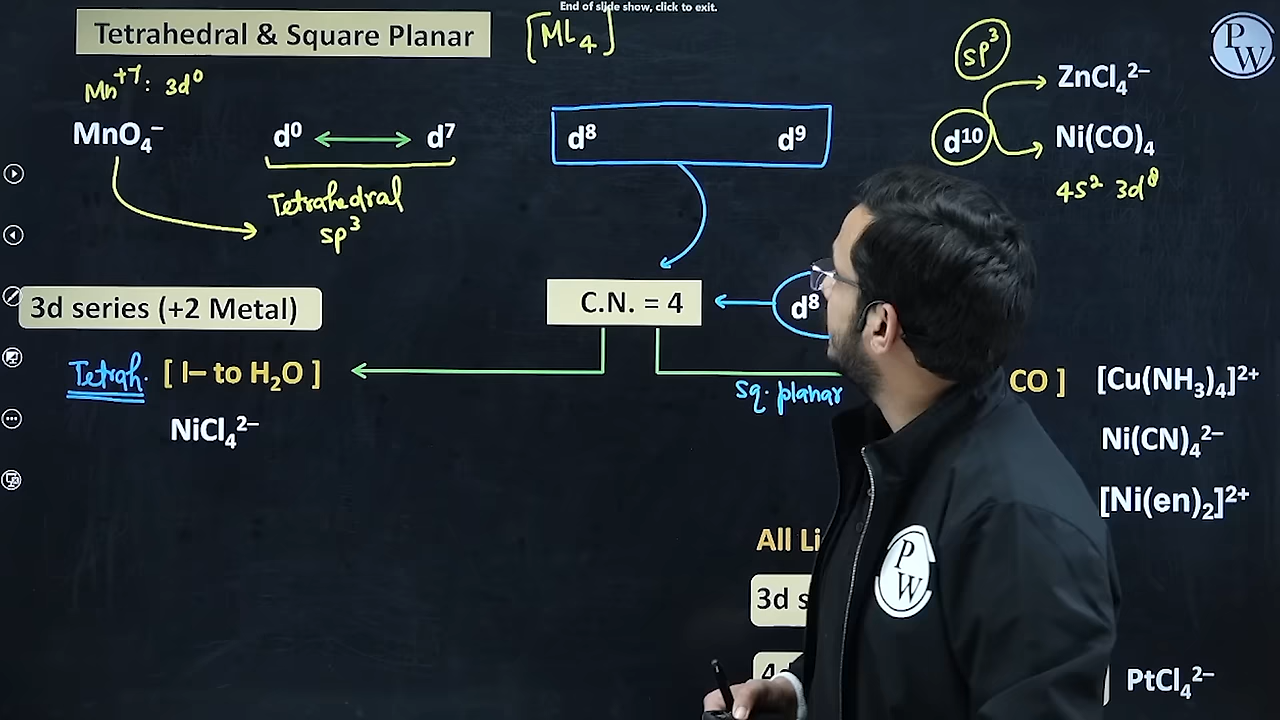 End of slide show, click to exit.
Tetrahedral & Square Planar
[ML₄]
Mn⁺⁷: 3d⁰
MnO₄⁻
d⁰
d⁷
Tetrahedral
sp³
d⁸
d⁹
sp³
d¹⁰
ZnCl₄²⁻
Ni(CO)₄
4s² 3d⁸
PW
3d series (+2 Metal)
C.N. = 4
d⁸
Tetrah. [ I– to H₂O ]
NiCl₄²⁻
sq. planar
CO ]
[Cu(NH₃)₄]²⁺
Ni(CN)₄²⁻
[Ni(en)₂]²⁺
All
3d
PW
PtCl₄²⁻